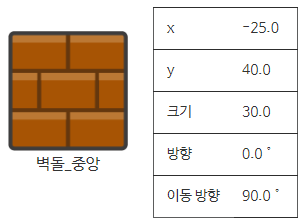 벽돌_중앙
x -25.0
y 40.0
크기 30.0
방향 0.0˚
이동 방향 90.0˚